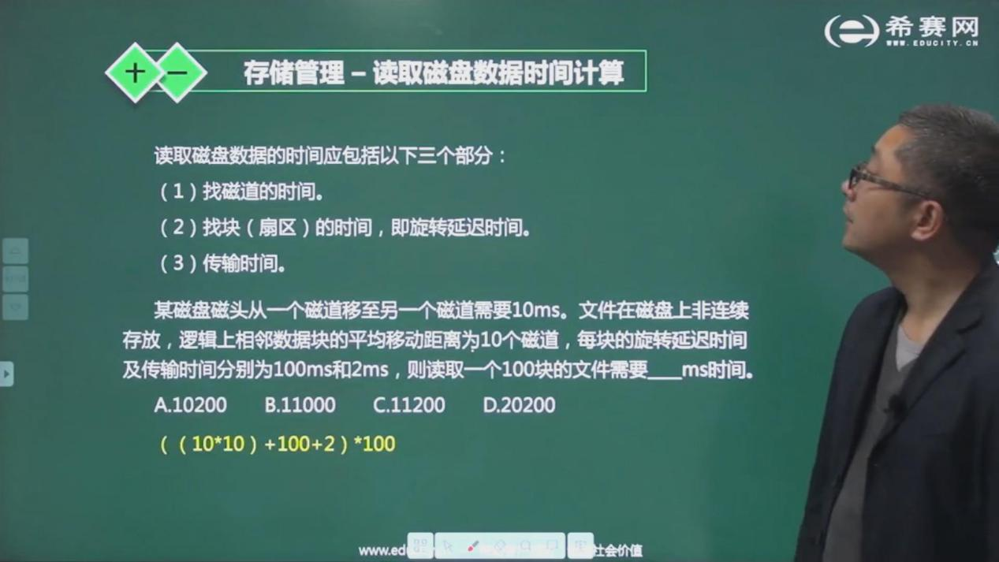 希赛网
WWW.EDUCITY.CN
+ − 存储管理 – 读取磁盘数据时间计算
读取磁盘数据的时间应包括以下三个部分：
（1）找磁道的时间。
（2）找块（扇区）的时间，即旋转延迟时间。
（3）传输时间。
某磁盘磁头从一个磁道移至另一个磁道需要10ms。文件在磁盘上非连续
存放，逻辑上相邻数据块的平均移动距离为10个磁道，每块的旋转延迟时间
及传输时间分别为100ms和2ms，则读取一个100块的文件需要____ms时间。
A.10200 B.11000 C.11200 D.20200
（（10*10）+100+2）*100
www.edu 社会价值